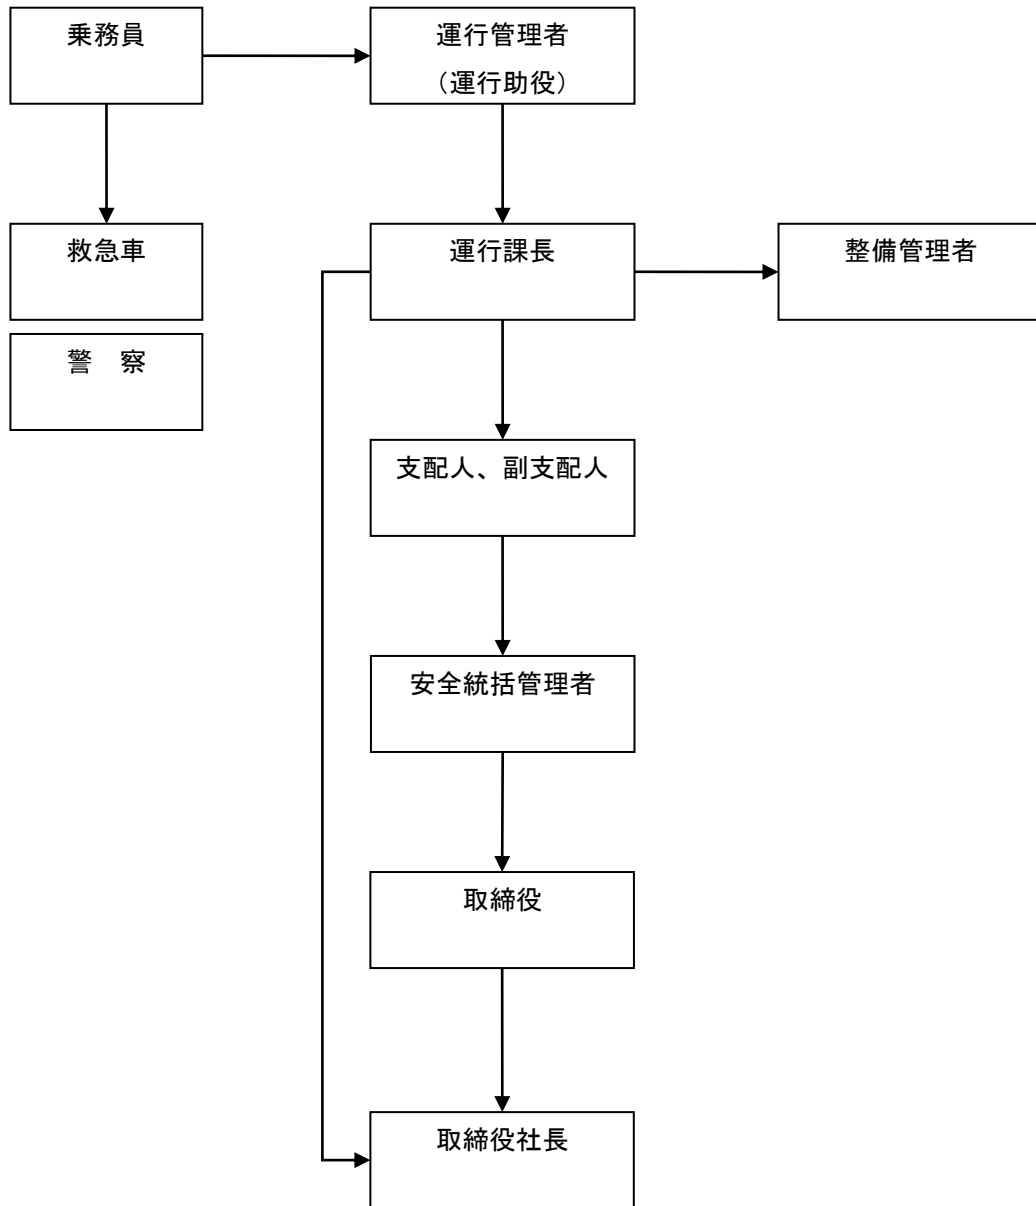 乗務員
運行管理者
（運行助役）
救急車
運行課長
整備管理者
警　察
支配人、副支配人
安全統括管理者
取締役
取締役社長